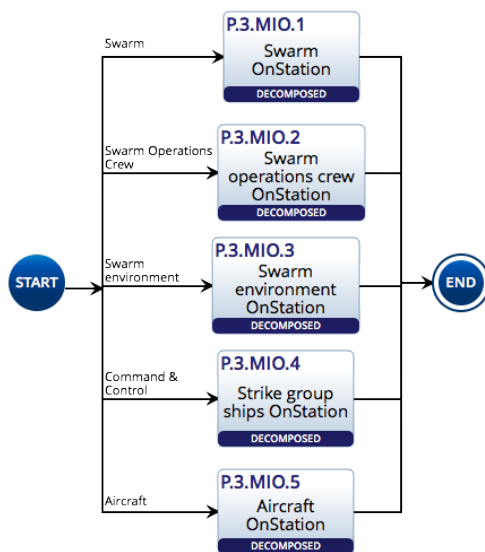 P.3.MIO.1
Swarm
Swarm
OnStation
DECOMPOSED
P.3.MIO.2
Swarm Operations
Crew
Swarm
operations crew
OnStation
DECOMPOSED
START
P.3.MIO.3
Swarm
environment
Swarm
environment
OnStation
DECOMPOSED
END
P.3.MIO.4
Command &
Control
Strike group
ships OnStation
DECOMPOSED
P.3.MIO.5
Aircraft
Aircraft
OnStation
DECOMPOSED